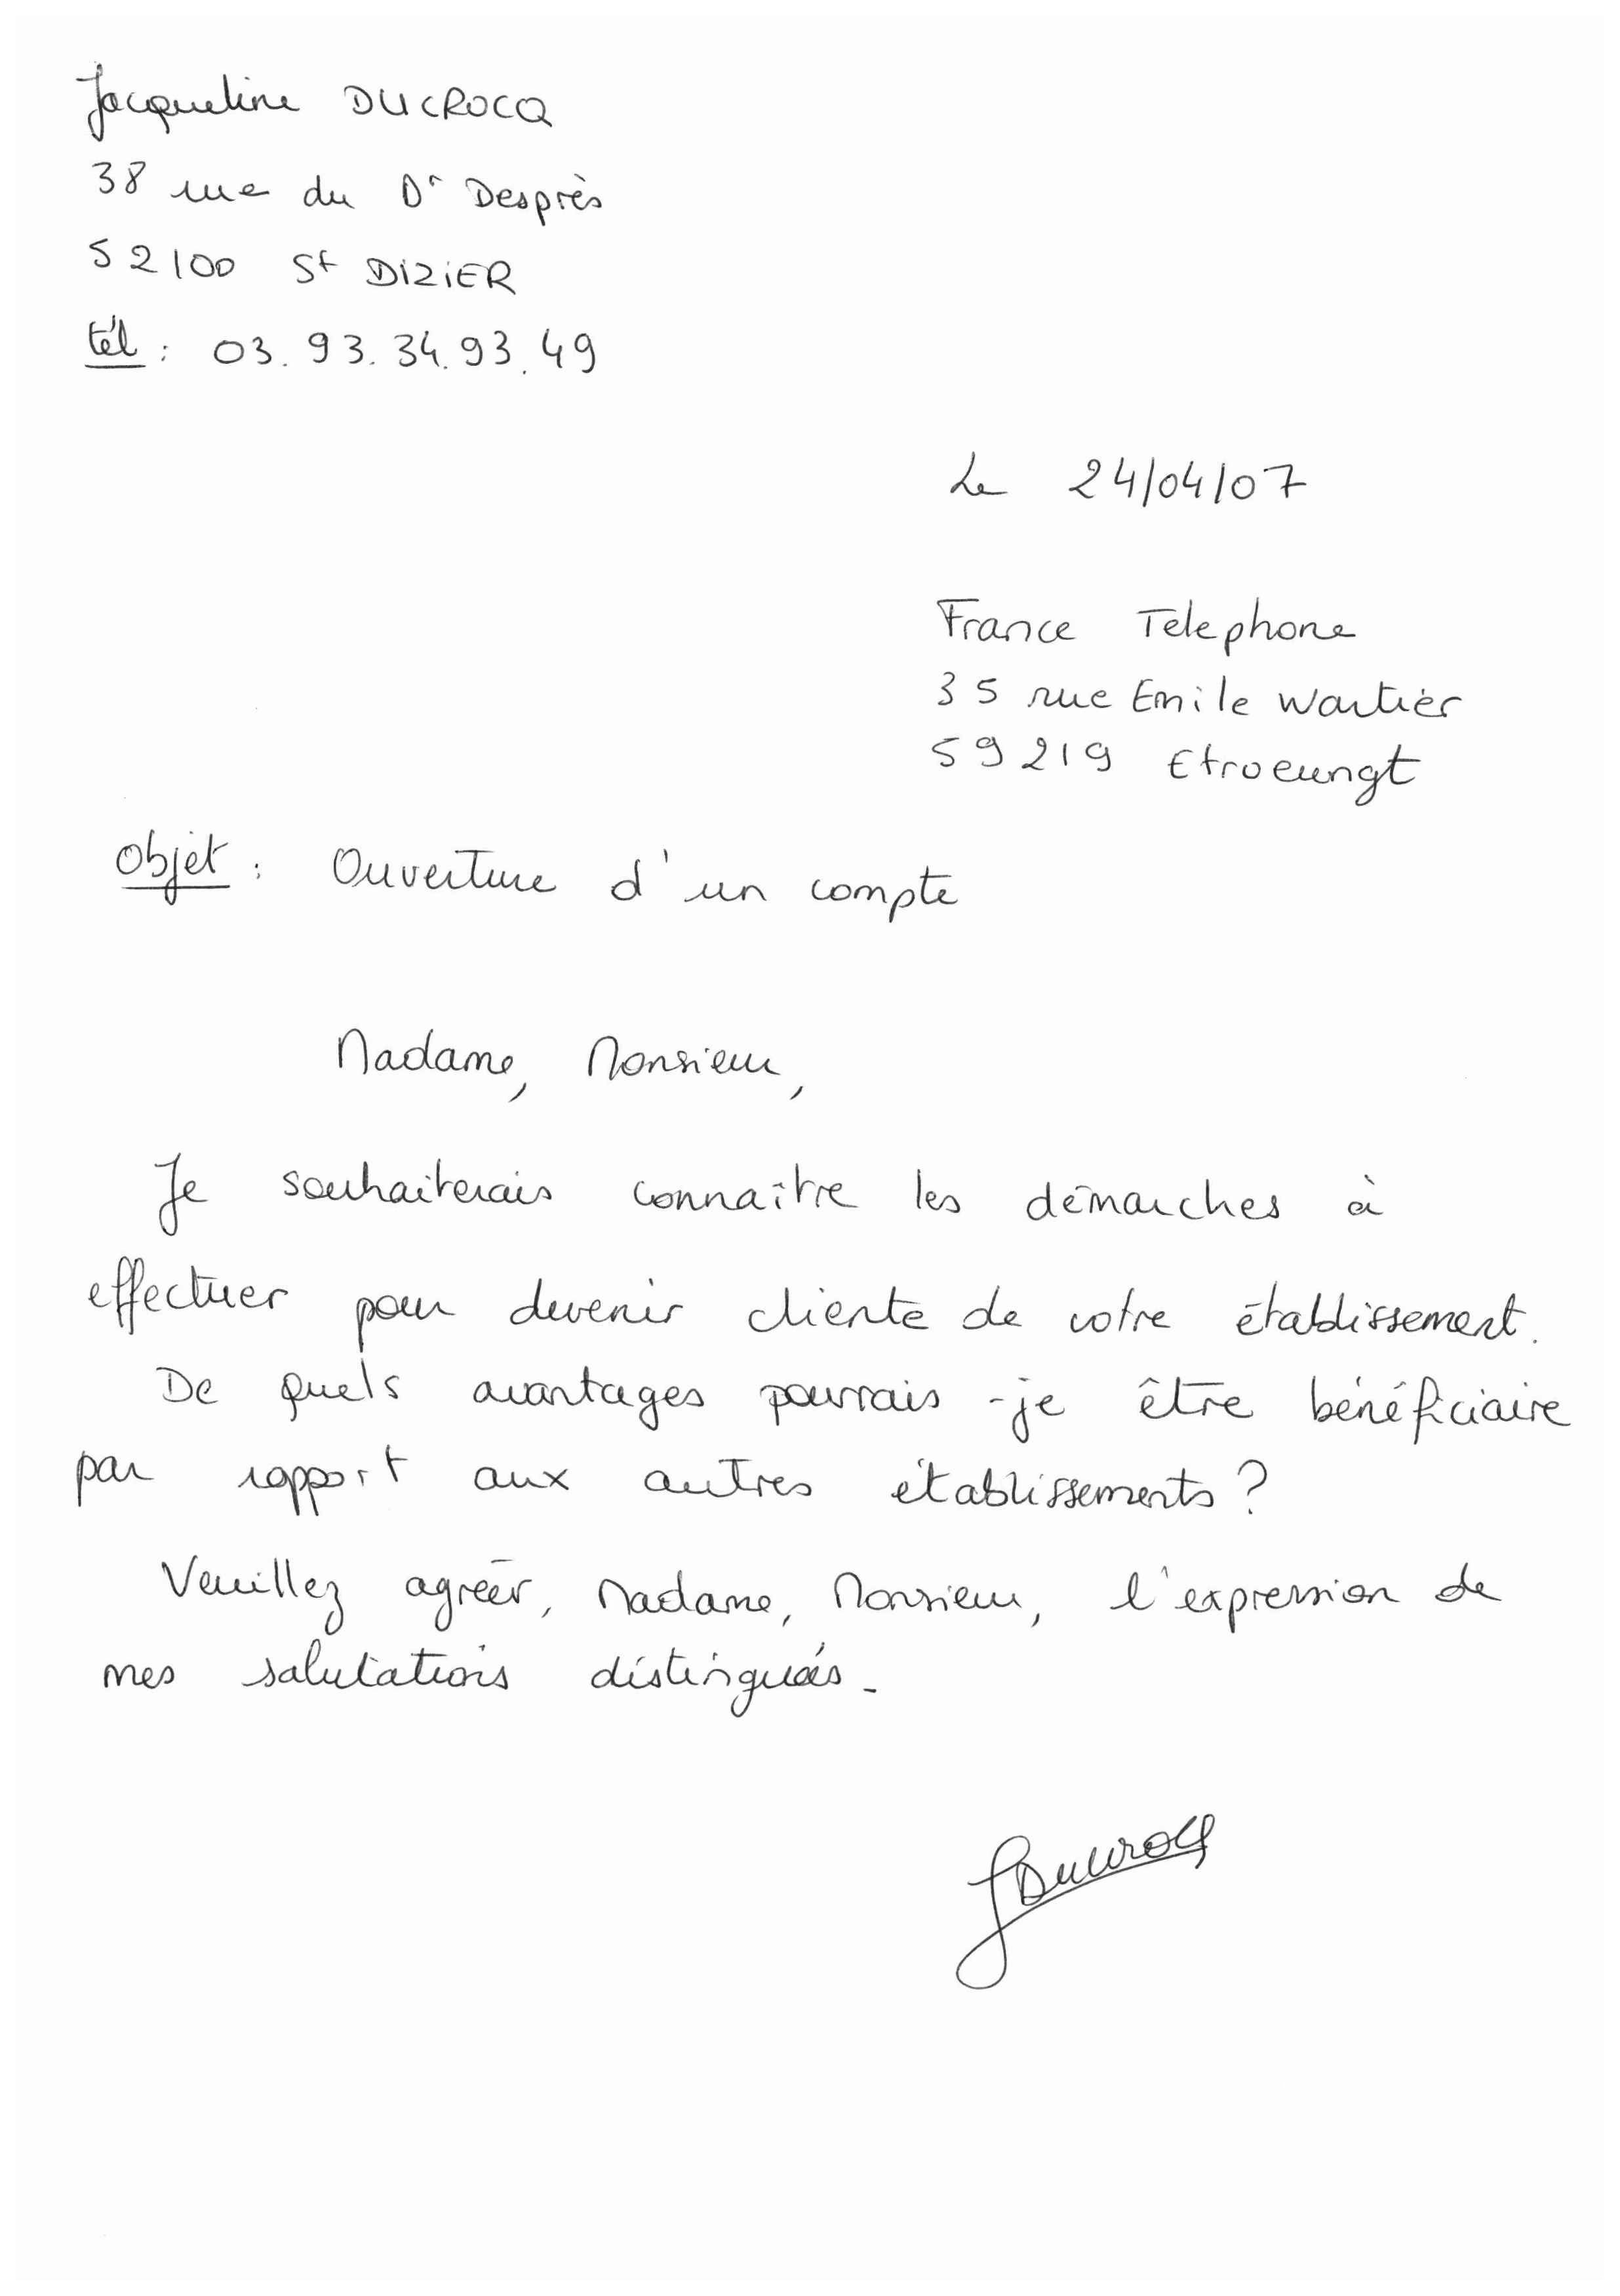 Jacqueline DUCROCQ
38 rue du Dr Desprès
52100 St DIZIER
tél : 03.93.34.93.49
Le 24/04/07
France Telephone
35 rue Emile Wartier
59219 Etroeungt
Objet : Ouverture d'un compte
Madame, Monsieur,
Je souhaiterais connaître les démarches à
effectuer pour devenir cliente de votre établissement.
De quels avantages pourrais-je être bénéficiaire
par rapport aux autres établissements ?
Veuillez agréer, Madame, Monsieur, l'expression de
mes salutations distinguées.
JDucrocq